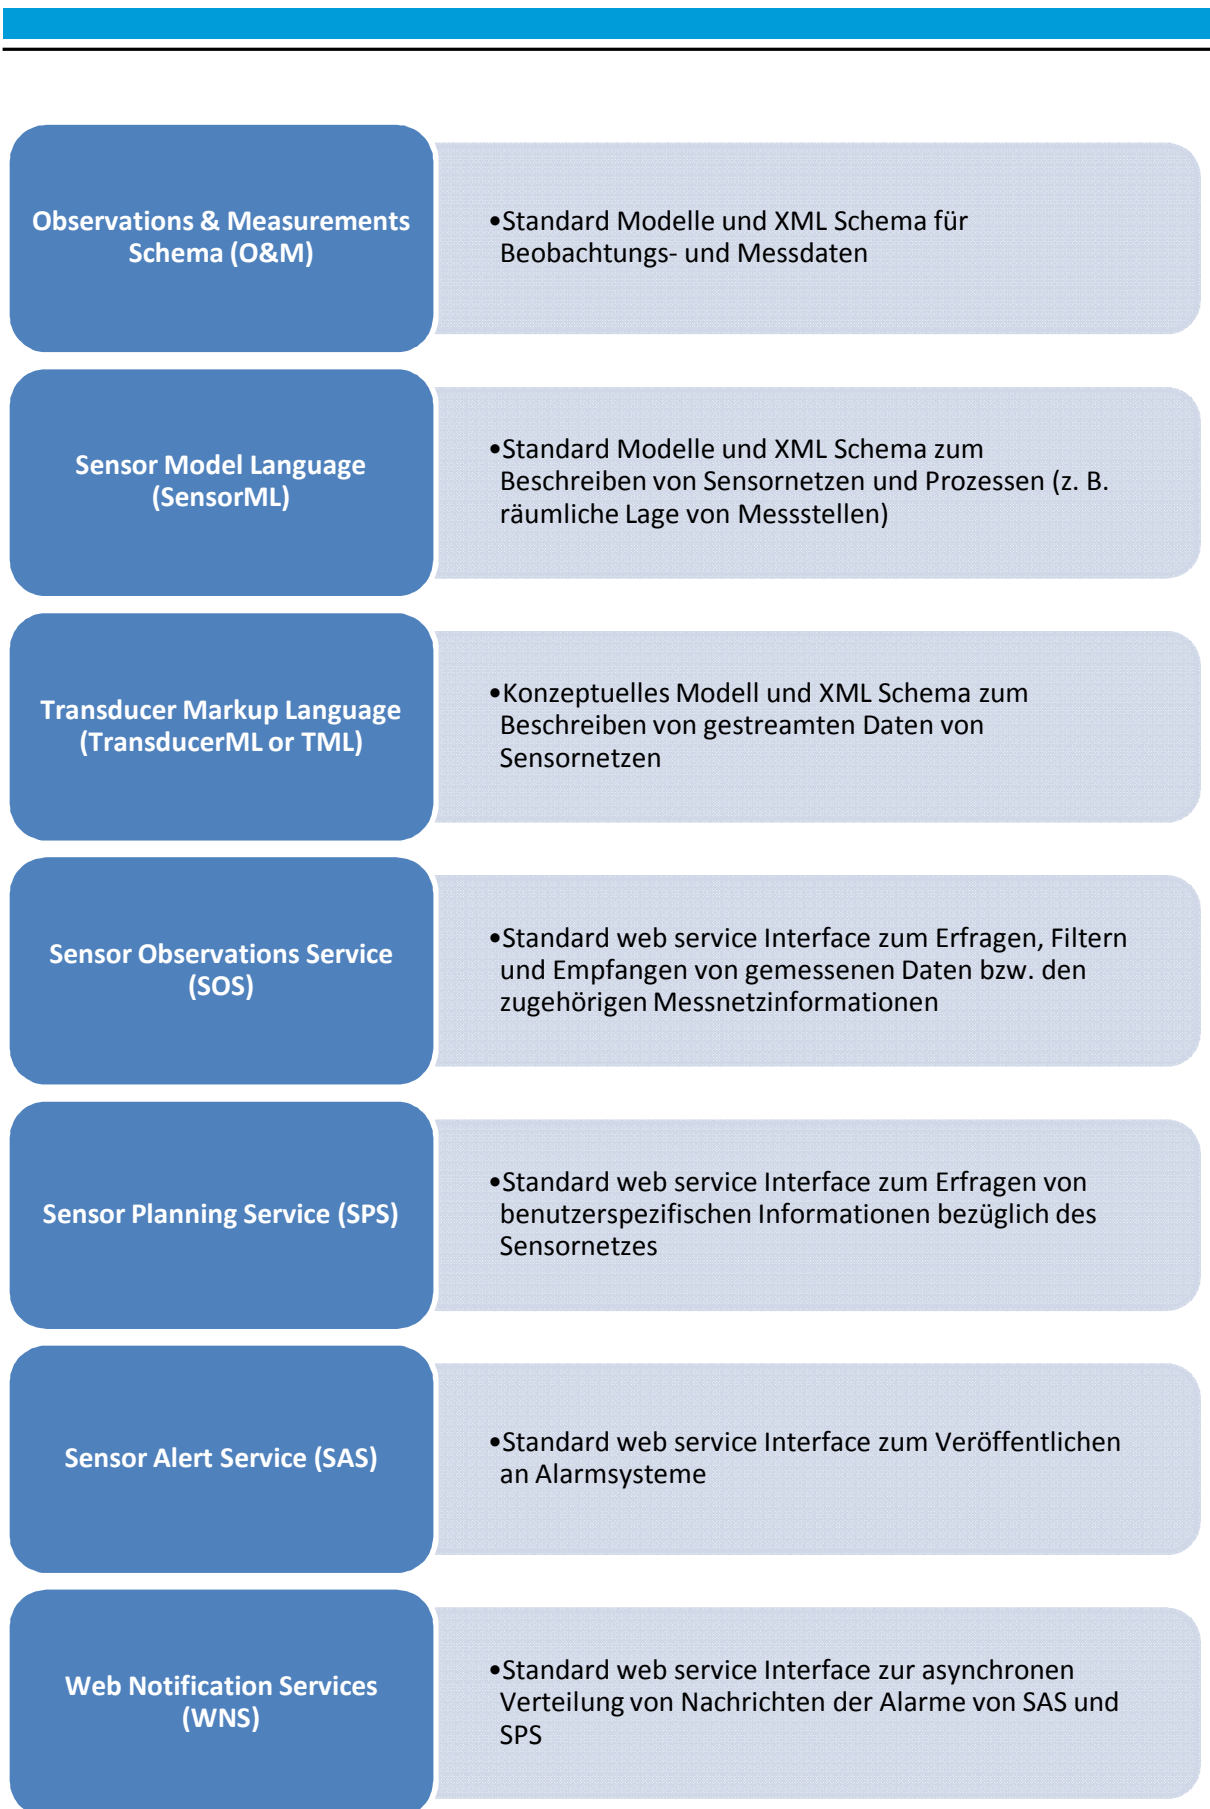 Observations & Measurements
Schema (O&M)
•Standard Modelle und XML Schema für
Beobachtungs- und Messdaten
Sensor Model Language
(SensorML)
•Standard Modelle und XML Schema zum
Beschreiben von Sensornetzen und Prozessen (z. B.
räumliche Lage von Messstellen)
Transducer Markup Language
(TransducerML or TML)
•Konzeptuelles Modell und XML Schema zum
Beschreiben von gestreamten Daten von
Sensornetzen
Sensor Observations Service
(SOS)
•Standard web service Interface zum Erfragen, Filtern
und Empfangen von gemessenen Daten bzw. den
zugehörigen Messnetzinformationen
Sensor Planning Service (SPS)
•Standard web service Interface zum Erfragen von
benutzerspezifischen Informationen bezüglich des
Sensornetzes
Sensor Alert Service (SAS)
•Standard web service Interface zum Veröffentlichen
an Alarmsysteme
Web Notification Services
(WNS)
•Standard web service Interface zur asynchronen
Verteilung von Nachrichten der Alarme von SAS und
SPS